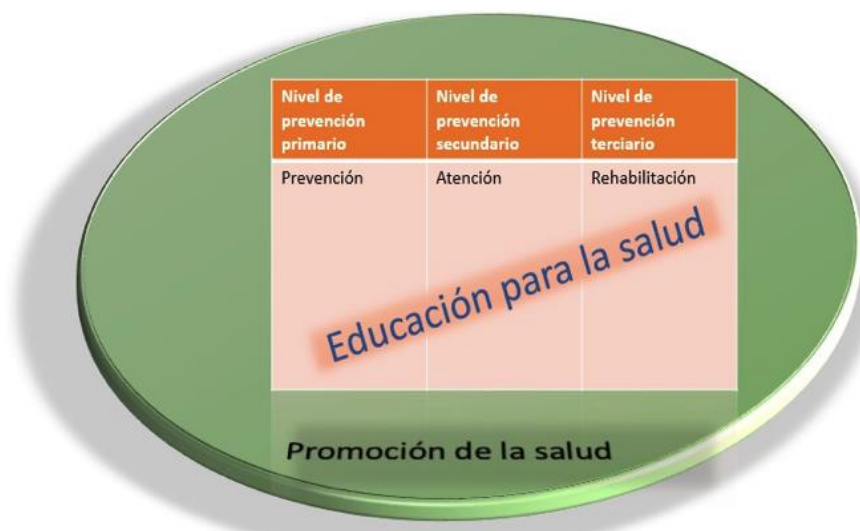 Nivel de
prevención
primario
Nivel de
prevención
secundario
Nivel de
prevención
terciario
Prevención
Atención
Rehabilitación
Educación para la salud
Promoción de la salud